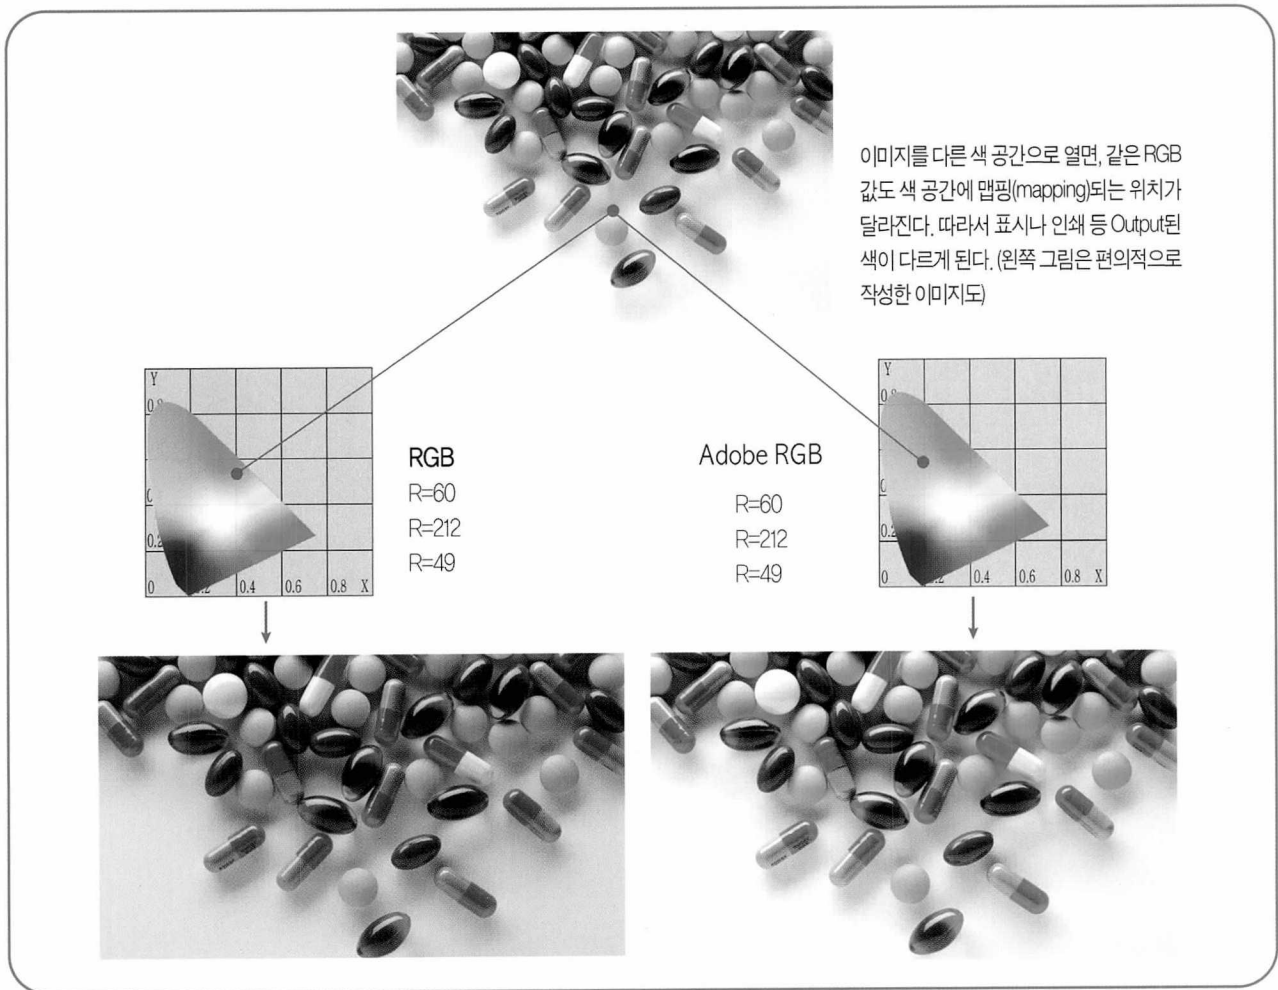 이미지를 다른 색 공간으로 열면, 같은 RGB
값도 색 공간에 맵핑(mapping)되는 위치가
달라진다. 따라서 표시나 인쇄 등 Output된
색이 다르게 된다. (왼쪽 그림은 편의적으로
작성한 이미지도)
Y
0.8
0.2
0 0.4 0.6 0.8 X
RGB
R=60
R=212
R=49
Adobe RGB
R=60
R=212
R=49
Y
0.8
0.2
0 0.4 0.6 0.8 X